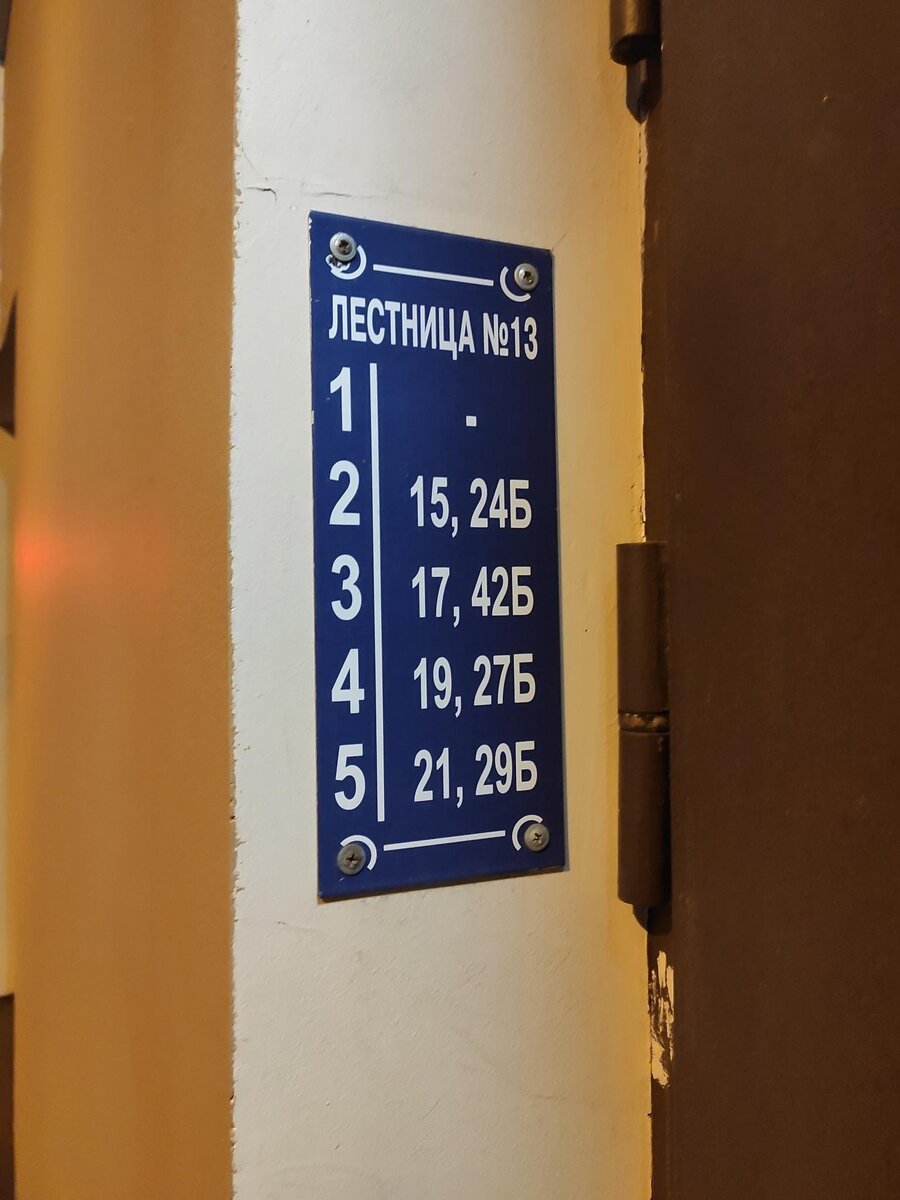 ЛЕСТНИЦА №13
1 -
2 15, 24Б
3 17, 42Б
4 19, 27Б
5 21, 29Б